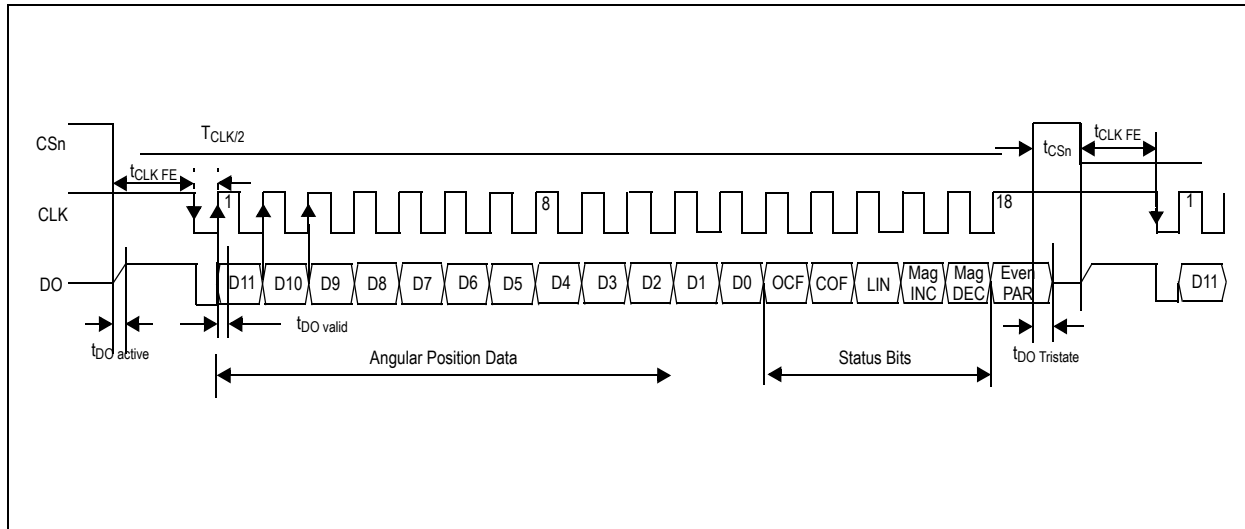 CSn
T CLK/2
t CLK FE
t CSn
t CLK FE
CLK
1
8
18
1
DO
D11
D10
D9
D8
D7
D6
D5
D4
D3
D2
D1
D0
OCF
COF
LIN
Mag INC
Mag DEC
Even PAR
D11
t DO valid
t DO active
t DO Tristate
Angular Position Data
Status Bits